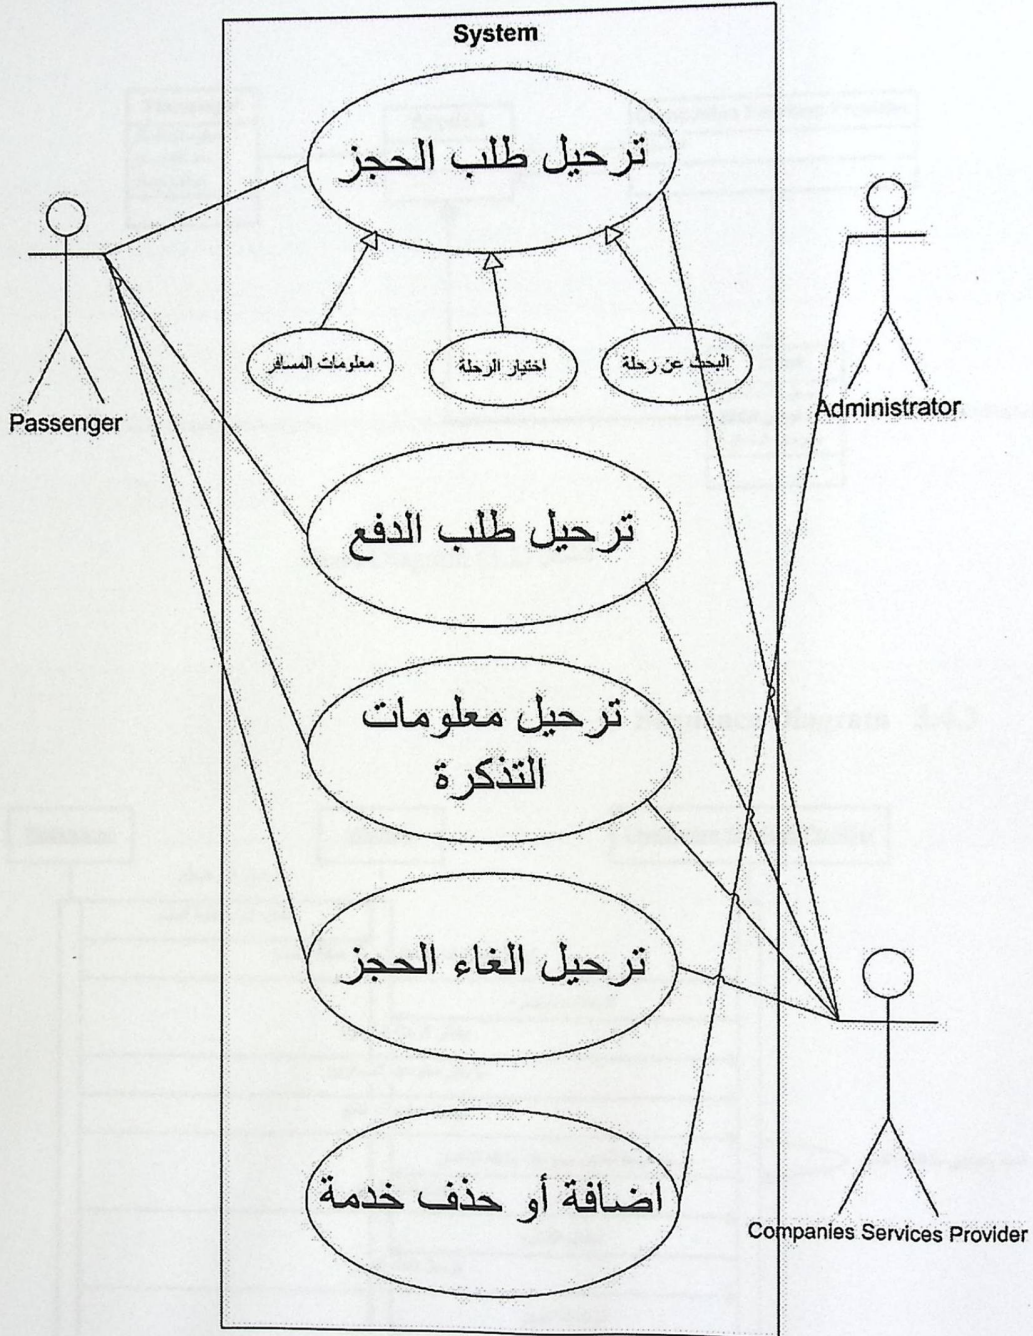 System
ترحيل طلب الحجز
معلومات المسافر
اختيار الرحلة
البحث عن رحلة
Passenger
Administrator
ترحيل طلب الدفع
ترحيل معلومات
التذكرة
ترحيل الغاء الحجز
اضافة أو حذف خدمة
Companies Services Provider